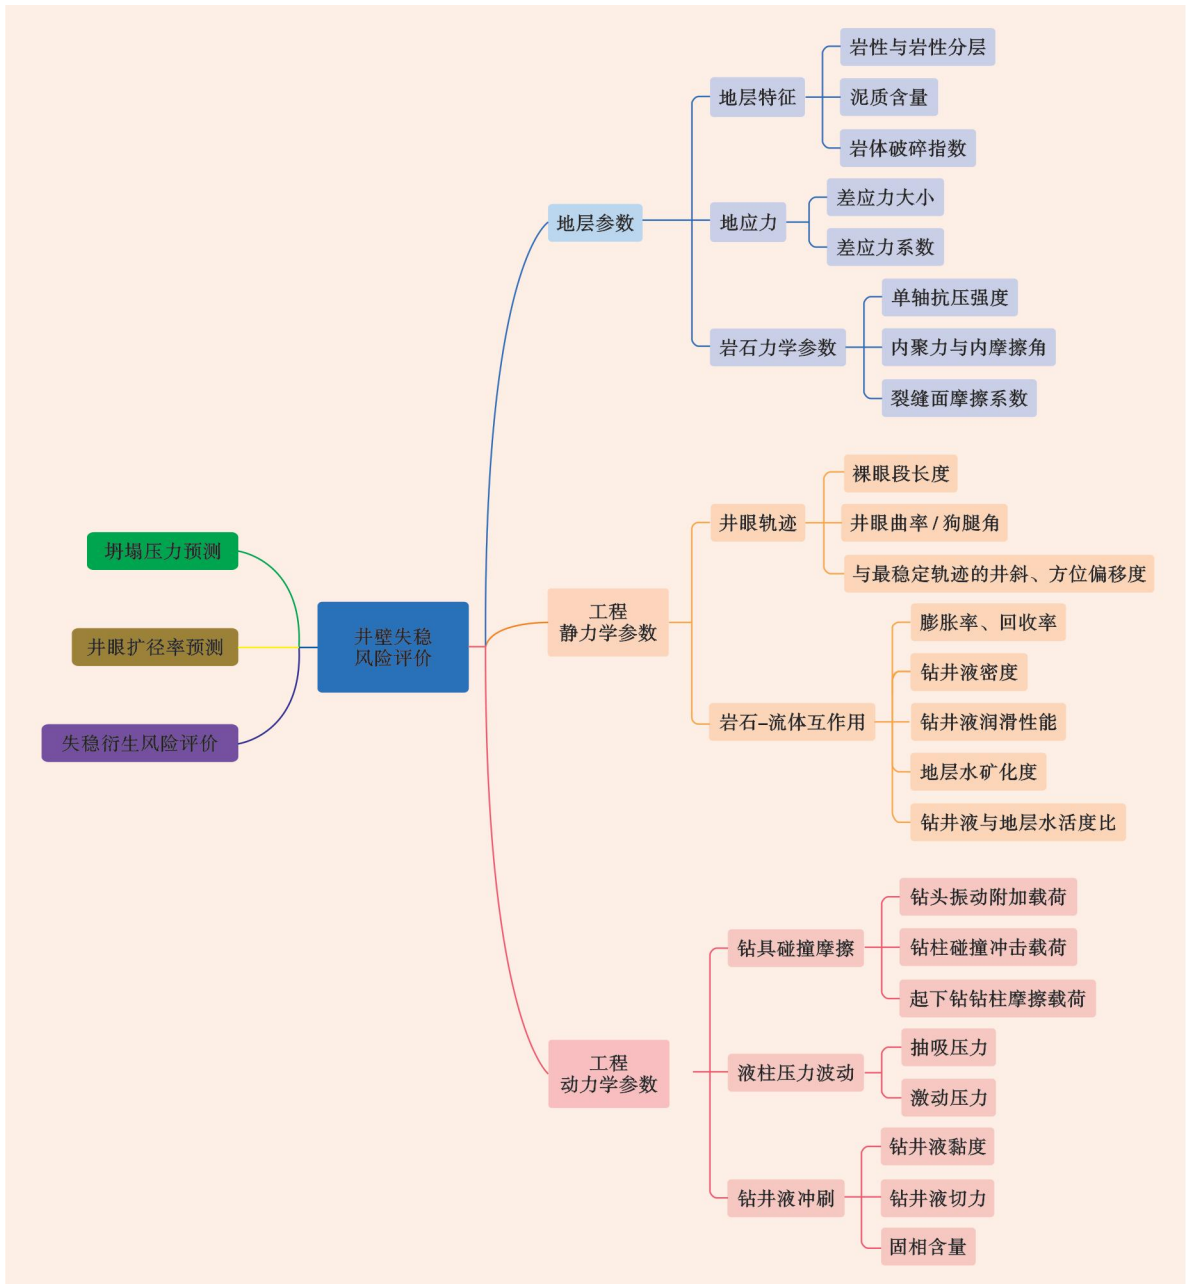 岩性与岩性分层
地层特征
泥质含量
岩体破碎指数
差应力大小
地层参数
地应力
差应力系数
单轴抗压强度
岩石力学参数
内聚力与内摩擦角
裂缝面摩擦系数
裸眼段长度
井眼轨迹
井眼曲率/狗腿角
与最稳定轨迹的井斜、方位偏移度
坍塌压力预测
井眼扩径率预测
失稳衍生风险评价
井壁失稳
风险评价
工程
静力学参数
膨胀率、回收率
钻井液密度
岩石–流体互作用
钻井液润滑性能
地层水矿化度
钻井液与地层水活度比
钻头振动附加载荷
钻具碰撞摩擦
钻柱碰撞冲击载荷
起下钻钻柱摩擦载荷
工程
动力学参数
抽吸压力
液柱压力波动
激动压力
钻井液黏度
钻井液冲刷
钻井液切力
固相含量